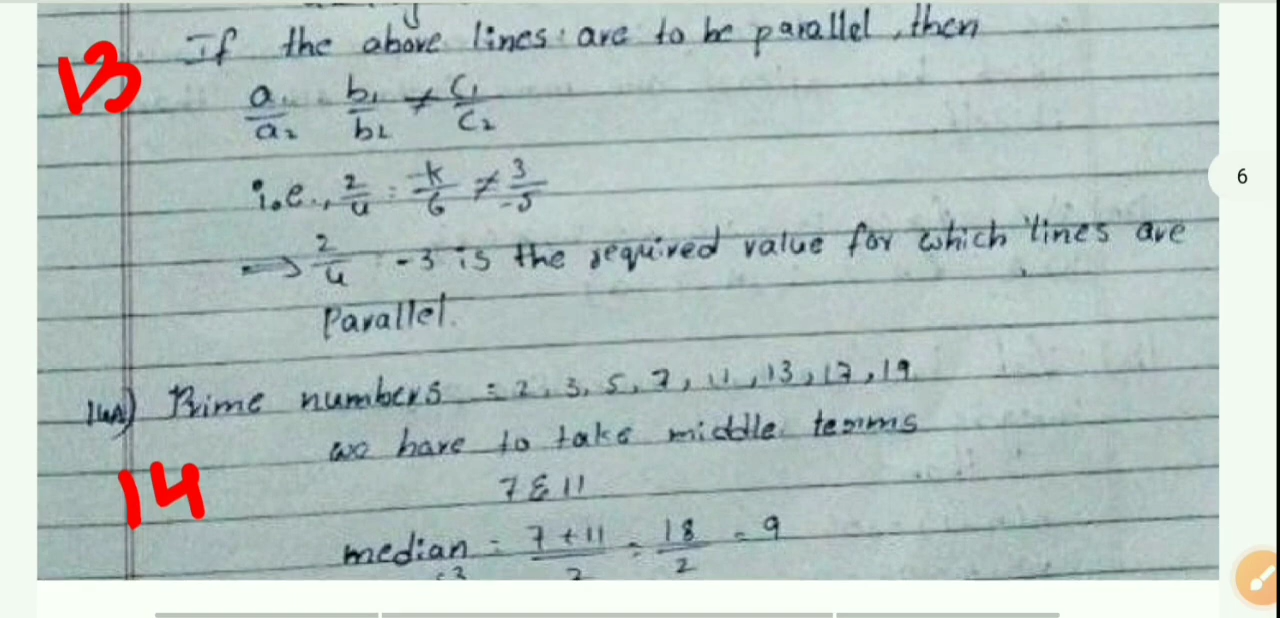 13 If the above lines are to be parallel, then
a₁/a₂ b₁/b₂ ≠ C₁/C₂
i.e., 2/4 = -k/6 ≠ 3/-5
⟹ 2/4 -3 is the required value for which lines are
Parallel.
6
14) Prime numbers = 2, 3, 5, 7, 11, 13, 17, 19
we have to take middle terms
14
7 & 11
median = 7+11/2 = 18/2 = 9